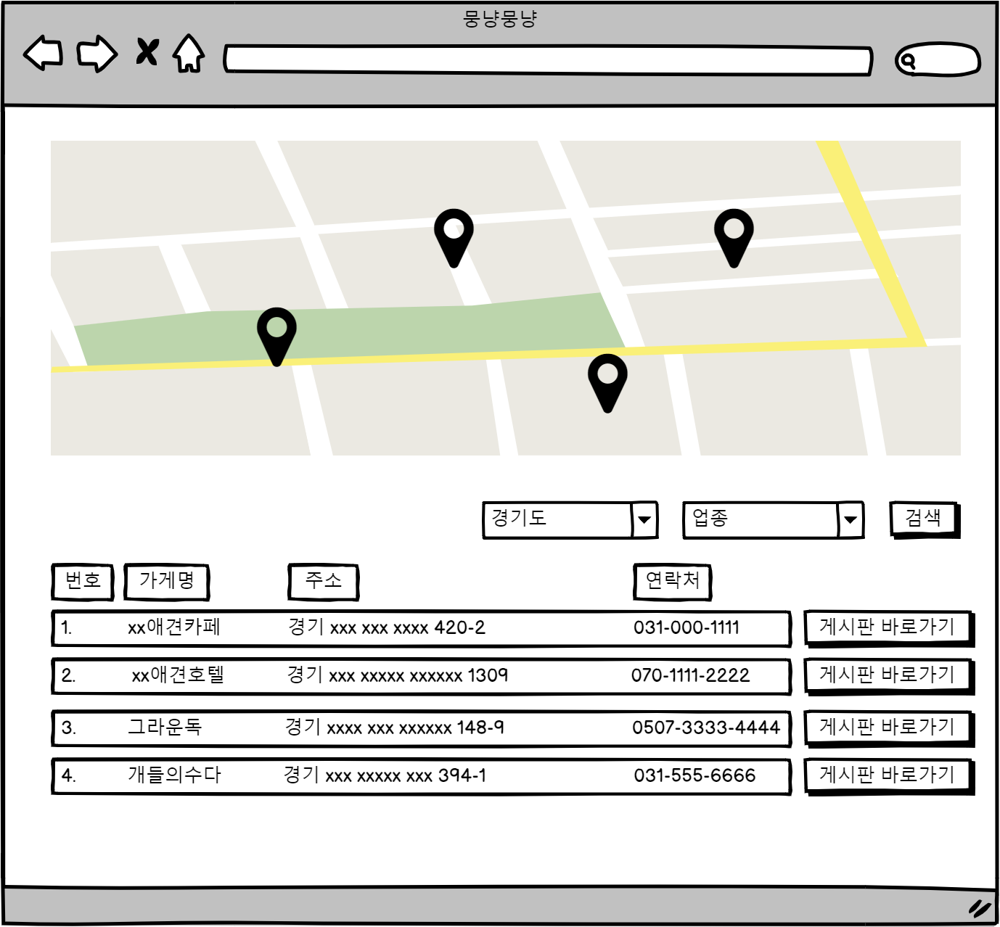 뭉냥뭉냥
경기도 업종 검색
번호 가게명 주소 연락처
1. xx애견카페 경기 xxx xxx xxxx 420-2 031-000-1111 게시판 바로가기
2. xx애견호텔 경기 xxx xxxxx xxxxxx 1309 070-1111-2222 게시판 바로가기
3. 그라운독 경기 xxxx xxx xxxxxx 148-9 0507-3333-4444 게시판 바로가기
4. 개들의수다 경기 xxx xxxxx xxx 394-1 031-555-6666 게시판 바로가기